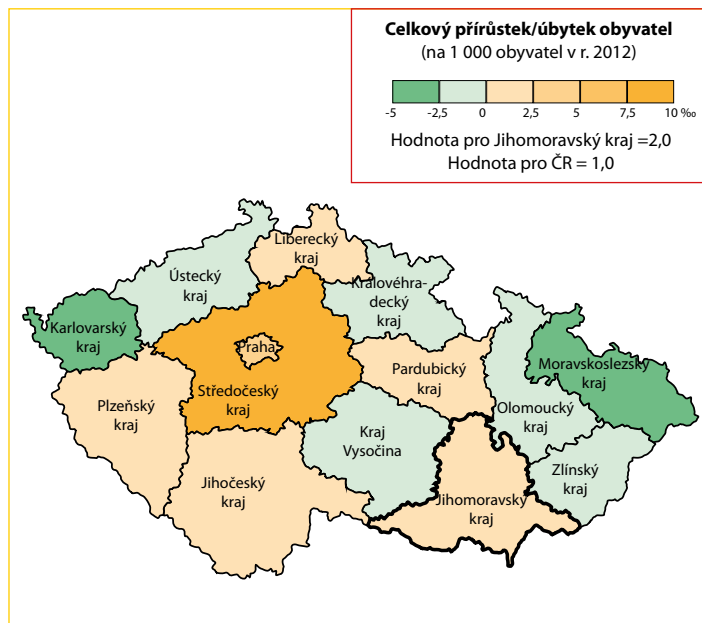 Celkový přírůstek/úbytek obyvatel
(na 1 000 obyvatel v r. 2012)
-5 -2,5 0 2,5 5 7,5 10 ‰
Hodnota pro Jihomoravský kraj =2,0
Hodnota pro ČR = 1,0
Liberecký
kraj
Ústecký
kraj
Královéhra-
decký
kraj
Karlovarský
kraj
Praha
Středočeský
kraj
Pardubický
kraj
Moravskoslezský
kraj
Plzeňský
kraj
Olomoucký
kraj
Kraj
Vysočina
Zlínský
kraj
Jihočeský
kraj
Jihomoravský
kraj